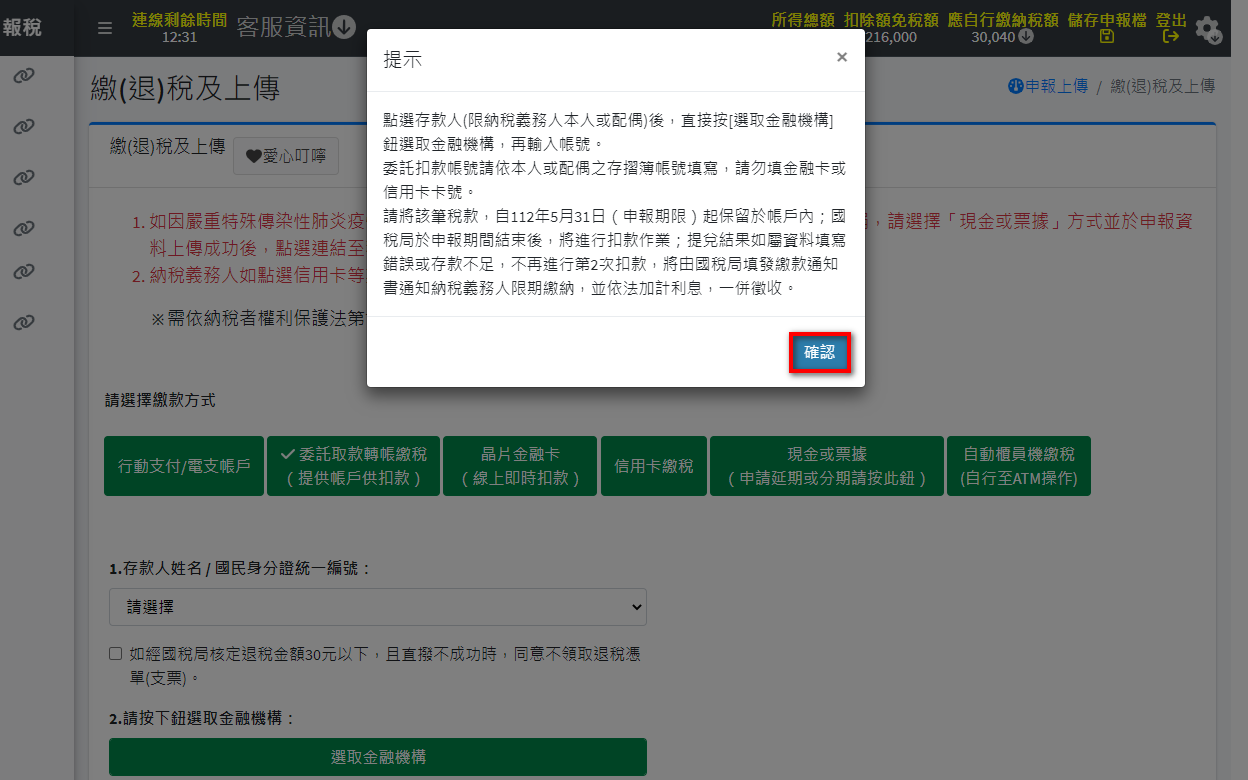 報稅
連線剩餘時間
12:31
客服資訊
所得總額 扣除額免稅額 應自行繳納稅額 儲存申報檔 登出
216,000 30,040
提示
×
繳(退)稅及上傳
申報上傳 / 繳(退)稅及上傳
點選存款人(限納稅義務人本人或配偶)後，直接按[選取金融機構]
鈕選取金融機構，再輸入帳號。
委託扣款帳號請依本人或配偶之存摺簿帳號填寫，請勿填金融卡或
信用卡卡號。
請將該筆稅款，自112年5月31日（申報期限）起保留於帳戶內；國
稅局於申報期間結束後，將進行扣款作業；提兌結果如屬資料填寫
錯誤或存款不足，不再進行第2次扣款，將由國稅局填發繳款通知
書通知納稅義務人限期繳納，並依法加計利息，一併徵收。
確認
繳(退)稅及上傳
愛心叮嚀
1. 如因嚴重特殊傳染性肺炎疫 ，請選擇「現金或票據」方式並於申報資
料上傳成功後，點選連結至
2. 納稅義務人如點選信用卡等
※需依納稅者權利保護法第
請選擇繳款方式
行動支付/電支帳戶
委託取款轉帳繳稅
（提供帳戶供扣款）
晶片金融卡
（線上即時扣款）
信用卡繳稅
現金或票據
（申請延期或分期請按此鈕）
自動櫃員機繳稅
(自行至ATM操作)
1.存款人姓名 / 國民身分證統一編號：
請選擇
如經國稅局核定退稅金額30元以下，且直撥不成功時，同意不領取退稅憑
單(支票)。
2.請按下鈕選取金融機構：
選取金融機構